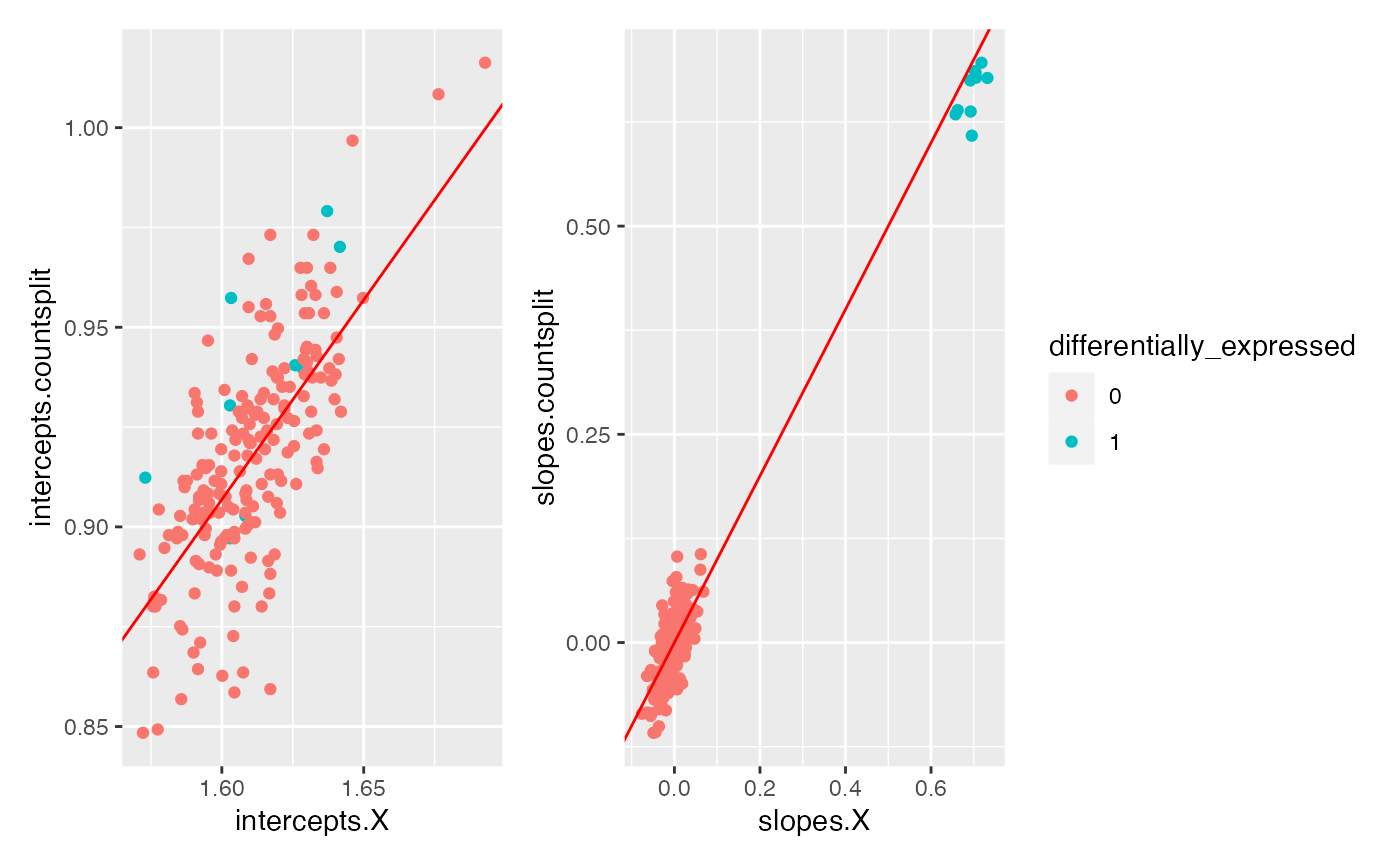 intercepts.countsplit
1.00
0.95
0.90
0.85
1.60 1.65
intercepts.X
slopes.countsplit
0.50
0.25
0.00
0.0 0.2 0.4 0.6
slopes.X
differentially_expressed
0
1